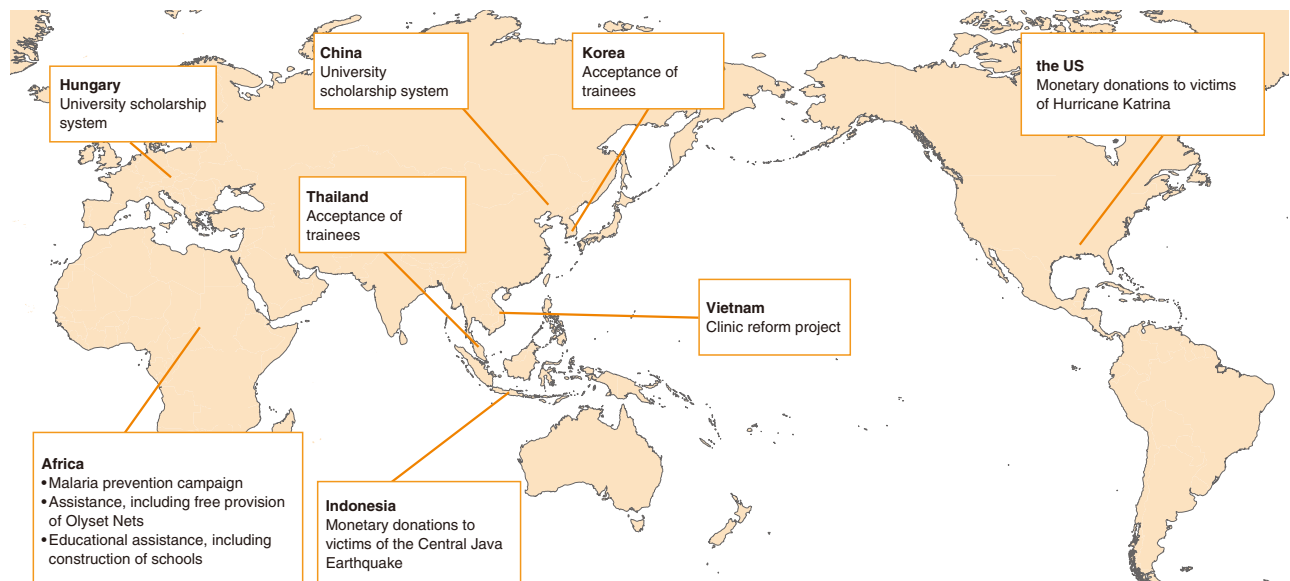 Hungary
University scholarship
system
China
University
scholarship system
Korea
Acceptance of
trainees
the US
Monetary donations to victims
of Hurricane Katrina
Thailand
Acceptance of
trainees
Vietnam
Clinic reform project
Africa
•Malaria prevention campaign
•Assistance, including free provision
of Olyset Nets
•Educational assistance, including
construction of schools
Indonesia
Monetary donations to
victims of the Central Java
Earthquake